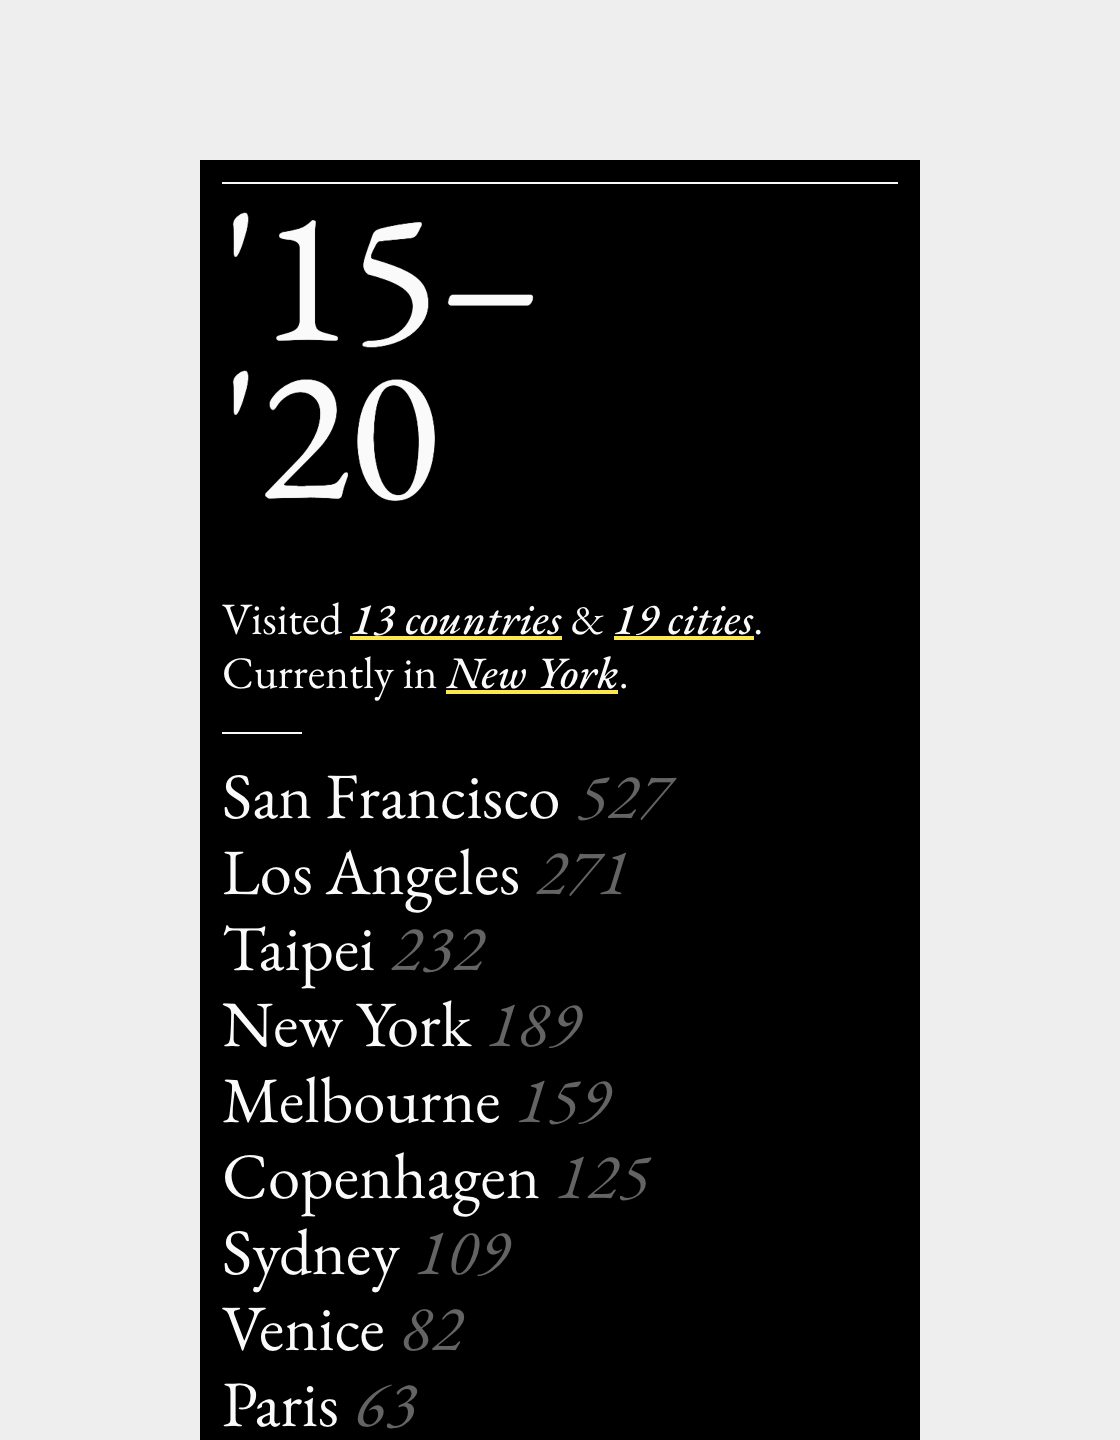 '15–
'20
Visited 13 countries & 19 cities.
Currently in New York.
San Francisco 527
Los Angeles 271
Taipei 232
New York 189
Melbourne 159
Copenhagen 125
Sydney 109
Venice 82
Paris 63